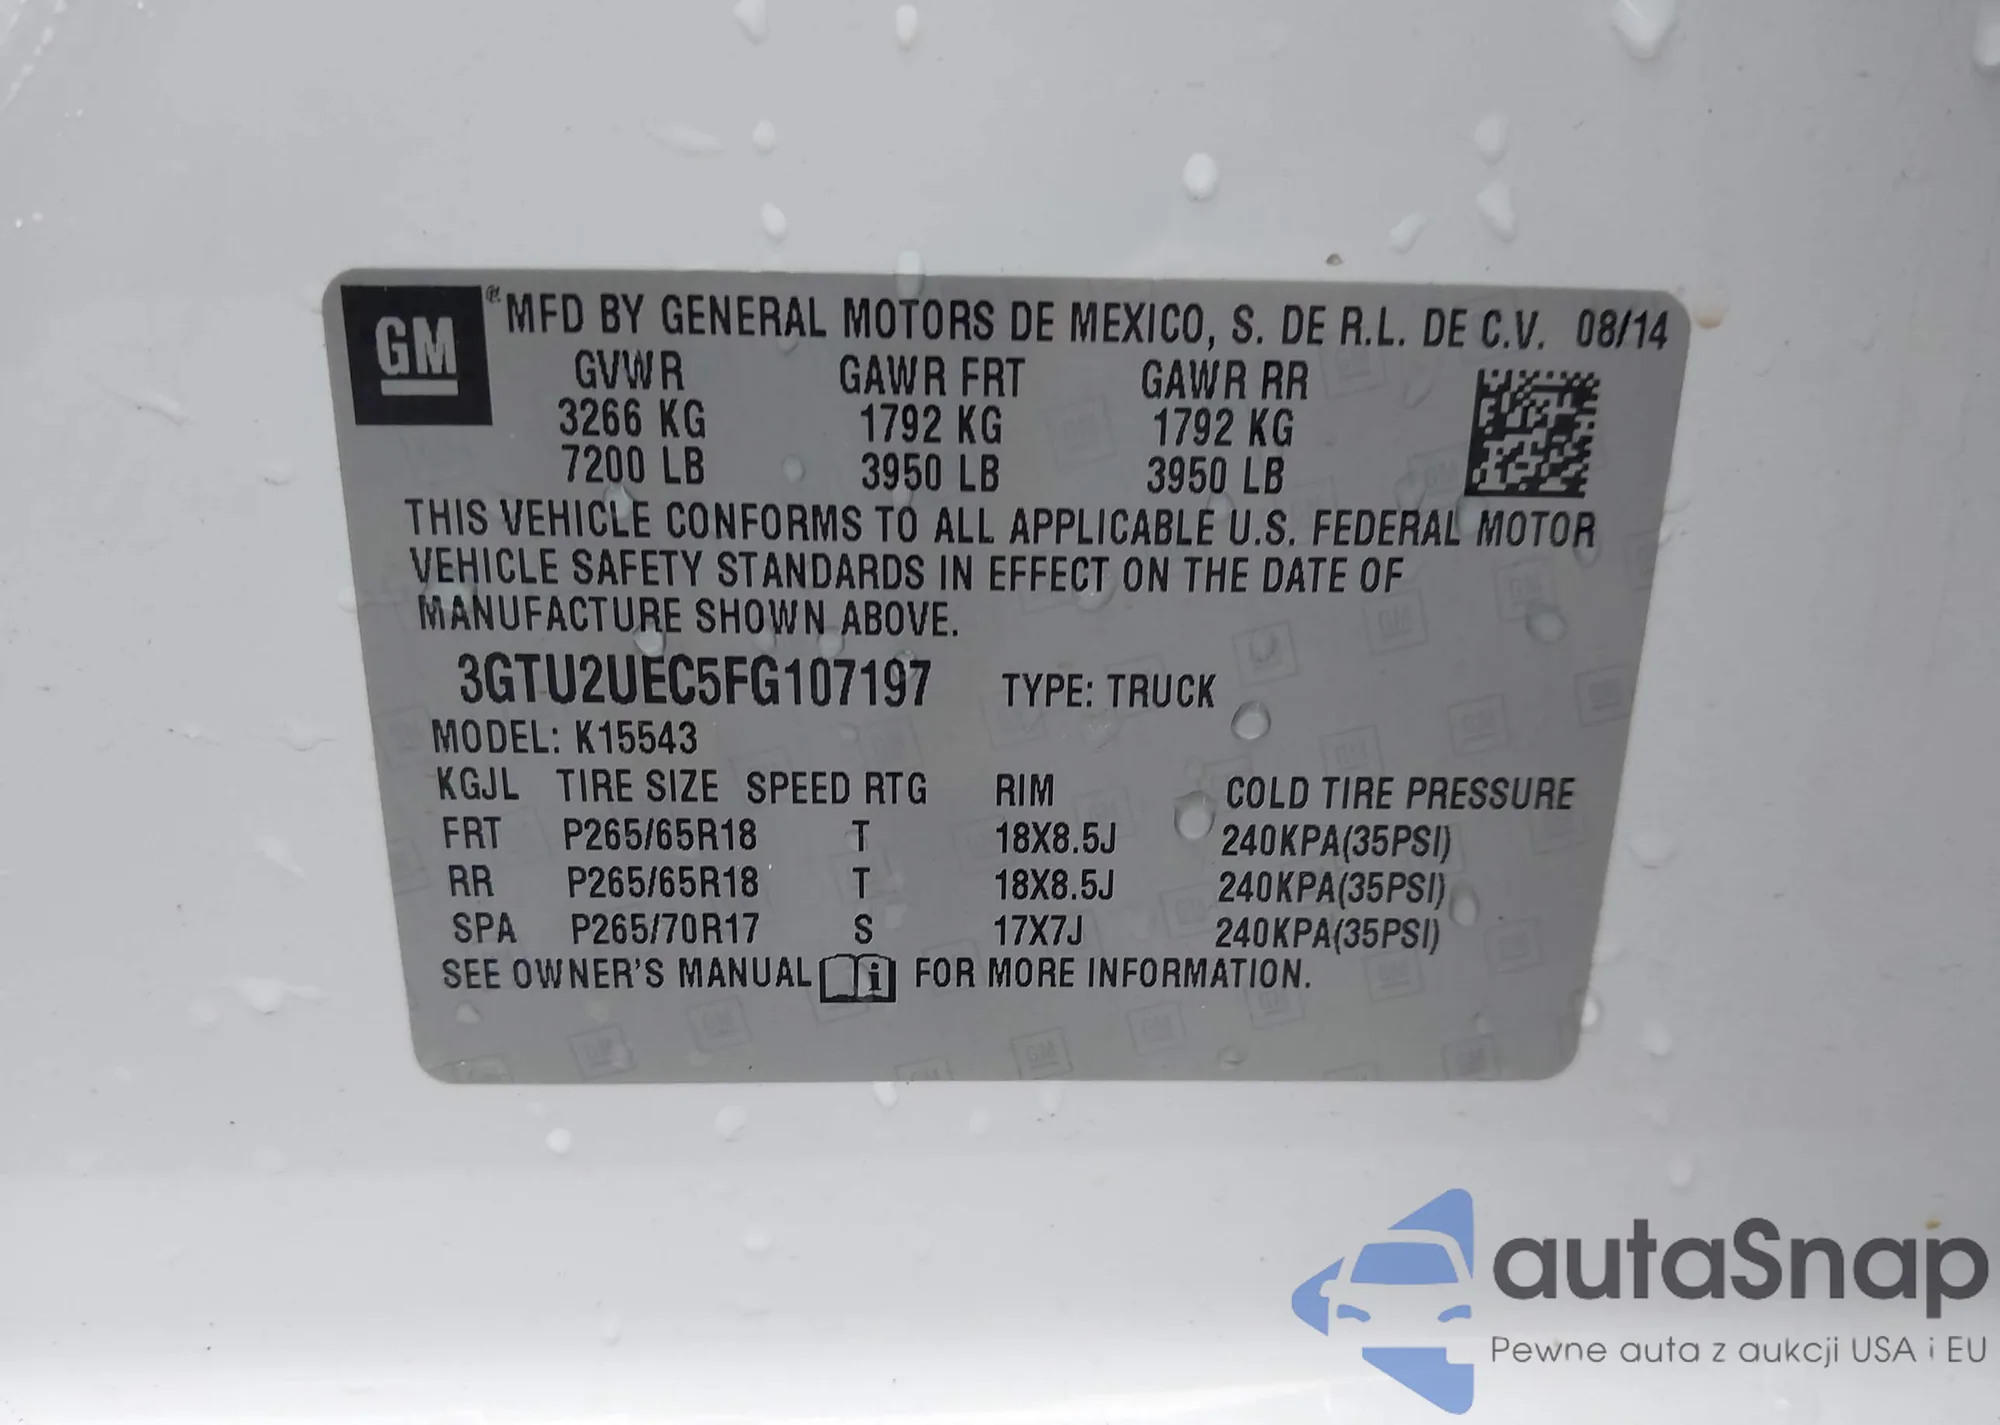 GM ® MFD BY GENERAL MOTORS DE MEXICO, S. DE R.L. DE C.V. 08/14
GVWR GAWR FRT GAWR RR
3266 KG 1792 KG 1792 KG
7200 LB 3950 LB 3950 LB
THIS VEHICLE CONFORMS TO ALL APPLICABLE U.S. FEDERAL MOTOR
VEHICLE SAFETY STANDARDS IN EFFECT ON THE DATE OF
MANUFACTURE SHOWN ABOVE.
3GTU2UEC5FG107197 TYPE: TRUCK
MODEL: K15543
KGJL TIRE SIZE SPEED RTG RIM COLD TIRE PRESSURE
FRT P265/65R18 T 18X8.5J 240KPA(35PSI)
RR P265/65R18 T 18X8.5J 240KPA(35PSI)
SPA P265/70R17 S 17X7J 240KPA(35PSI)
SEE OWNER'S MANUAL i FOR MORE INFORMATION.
autaSnap
Pewne auta z aukcji USA i EU